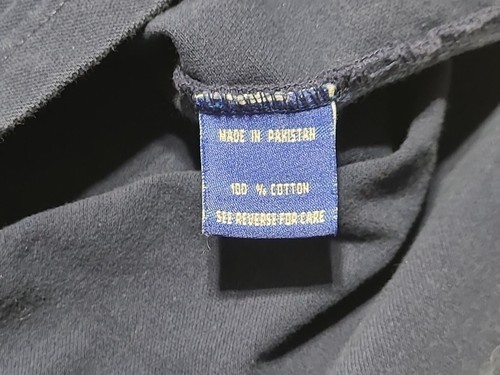 MADE IN PAKISTAN
100 % COTTON
SEE REVERSE FOR CARE